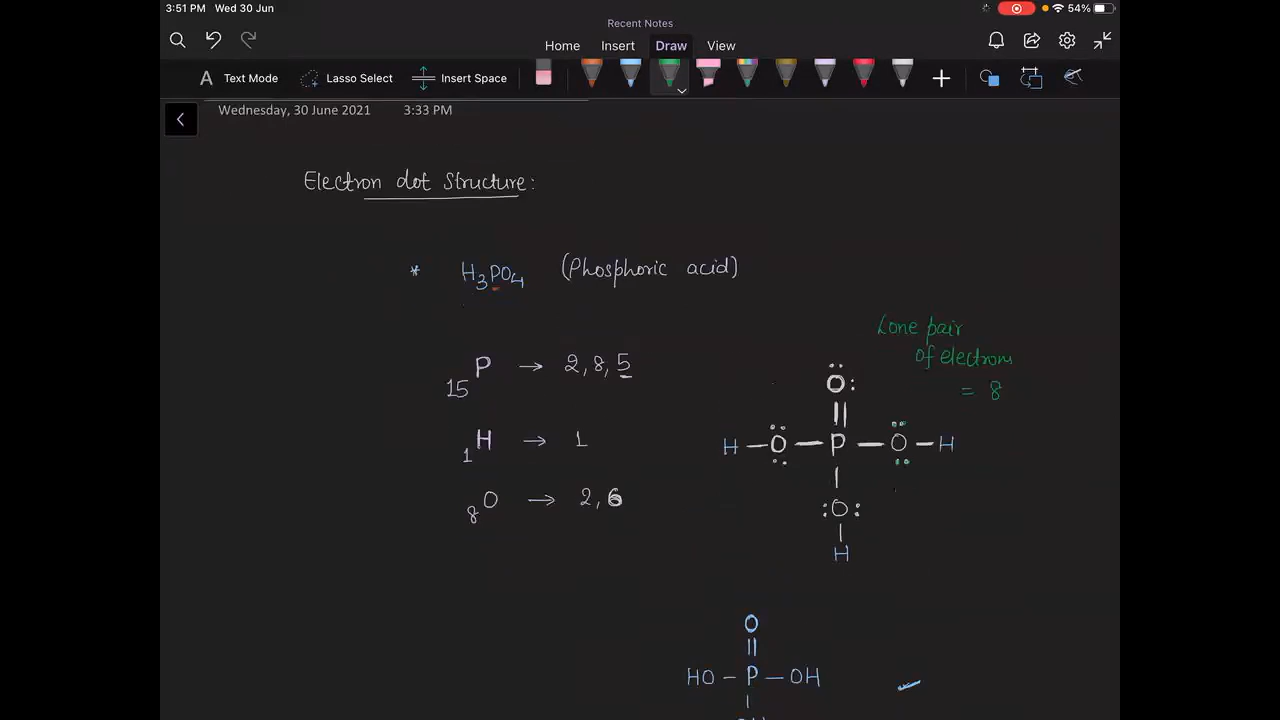 3:51 PM Wed 30 Jun
54%
Recent Notes
Home Insert Draw View
Text Mode Lasso Select Insert Space
Wednesday, 30 June 2021 3:33 PM
Electron dot Structure:
* H3PO4 (Phosphoric acid)
Lone pair
of electrons
= 8
15P → 2, 8, 5
1H → 1
8O → 2, 6
O
H - O - P - O - H
O
H
O
HO - P - OH